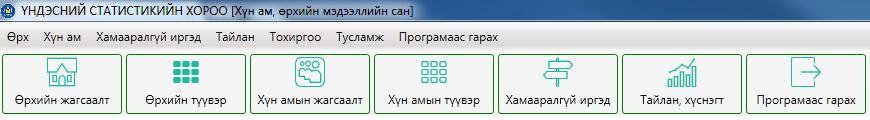 ҮНДЭСНИЙ СТАТИСТИКИЙН ХОРОО [Хүн ам, өрхийн мэдээллийн сан]
Өрх Хүн ам Хамааралгүй иргэд Тайлан Тохиргоо Тусламж Програмаас гарах
Өрхийн жагсаалт Өрхийн түүвэр Хүн амын жагсаалт Хүн амын түүвэр Хамааралгүй иргэд Тайлан, хүснэгт Програмаас гарах